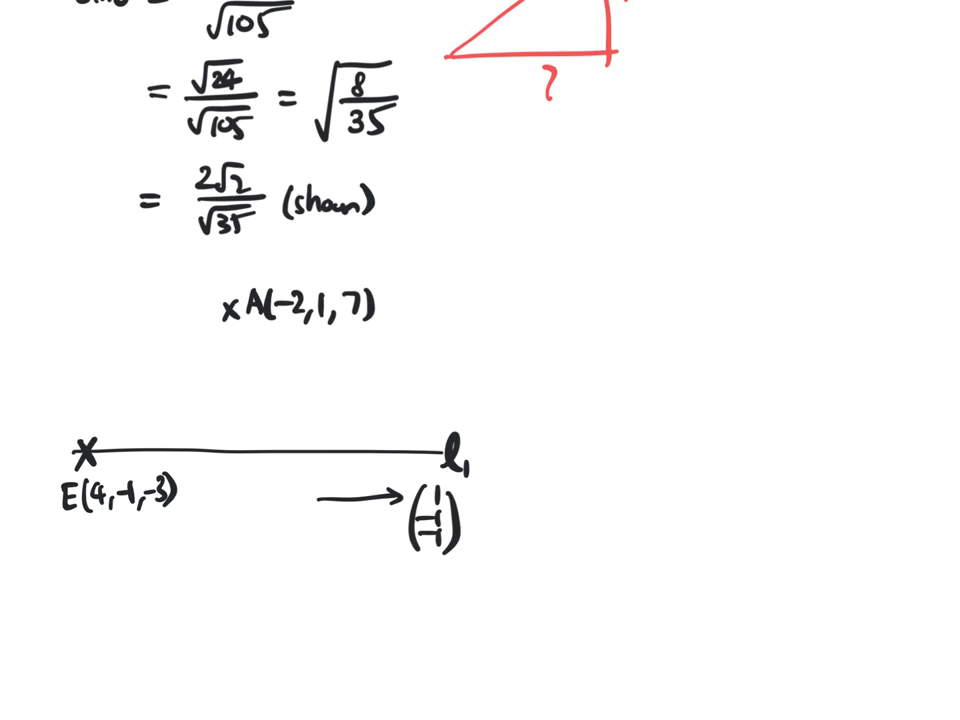 √105
?
= √24/√105 = √(8/35)
= 2√2/√35 (shown)
x A(-2,1,7)
l₁
E(4,-1,-3)
(1 -1 -1)